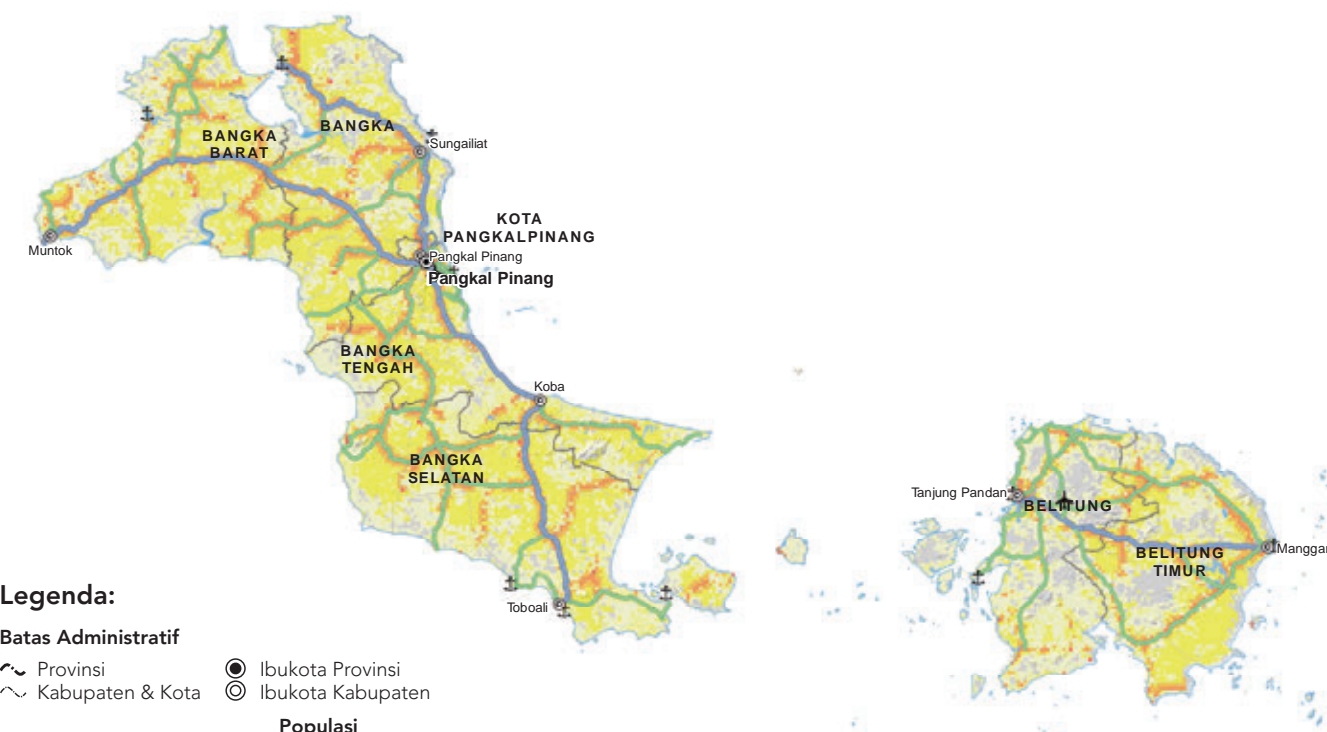 BANGKA
BARAT
BANGKA
Sungailiat
Muntok
KOTA
PANGKALPINANG
Pangkal Pinang
Pangkal Pinang
BANGKA
TENGAH
Koba
BANGKA
SELATAN
Toboali
Tanjung Pandan
BELITUNG
BELITUNG
TIMUR
Manggar
Legenda:
Batas Administratif
Provinsi
Ibukota Provinsi
Kabupaten & Kota
Ibukota Kabupaten
Populasi